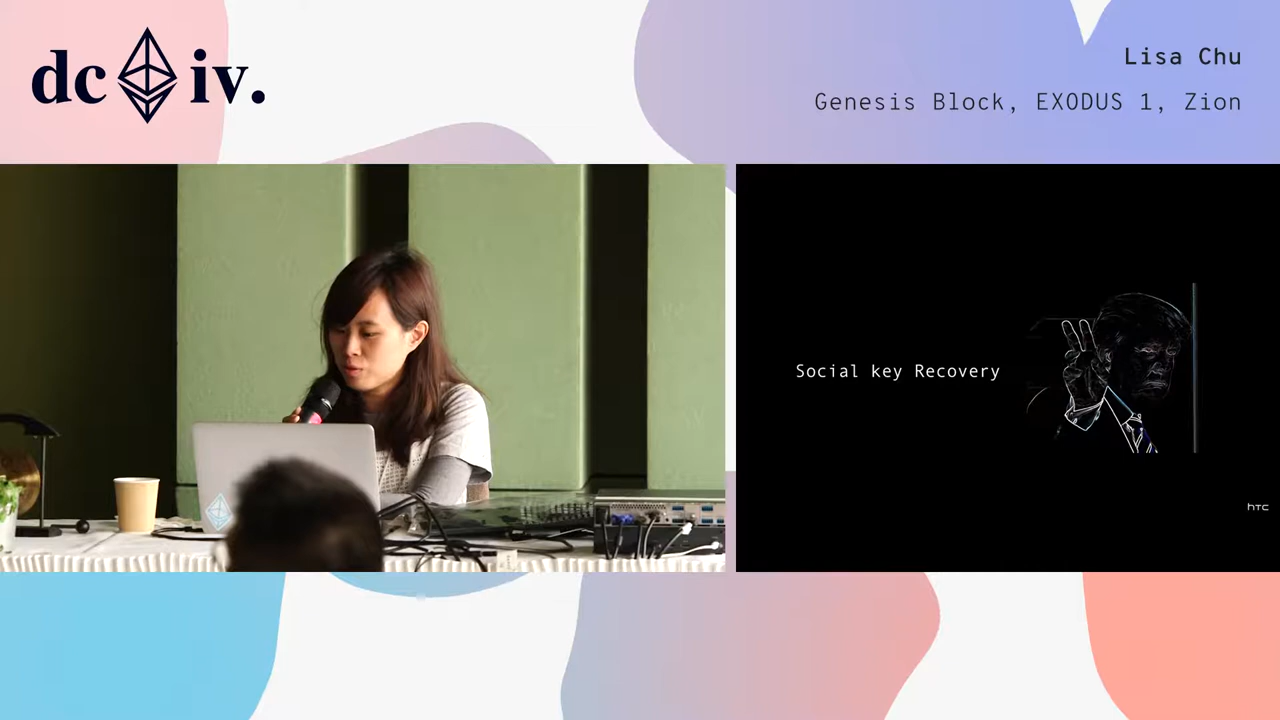 dc iv.
Lisa Chu
Genesis Block, EXODUS 1, Zion
Social key Recovery
hTC